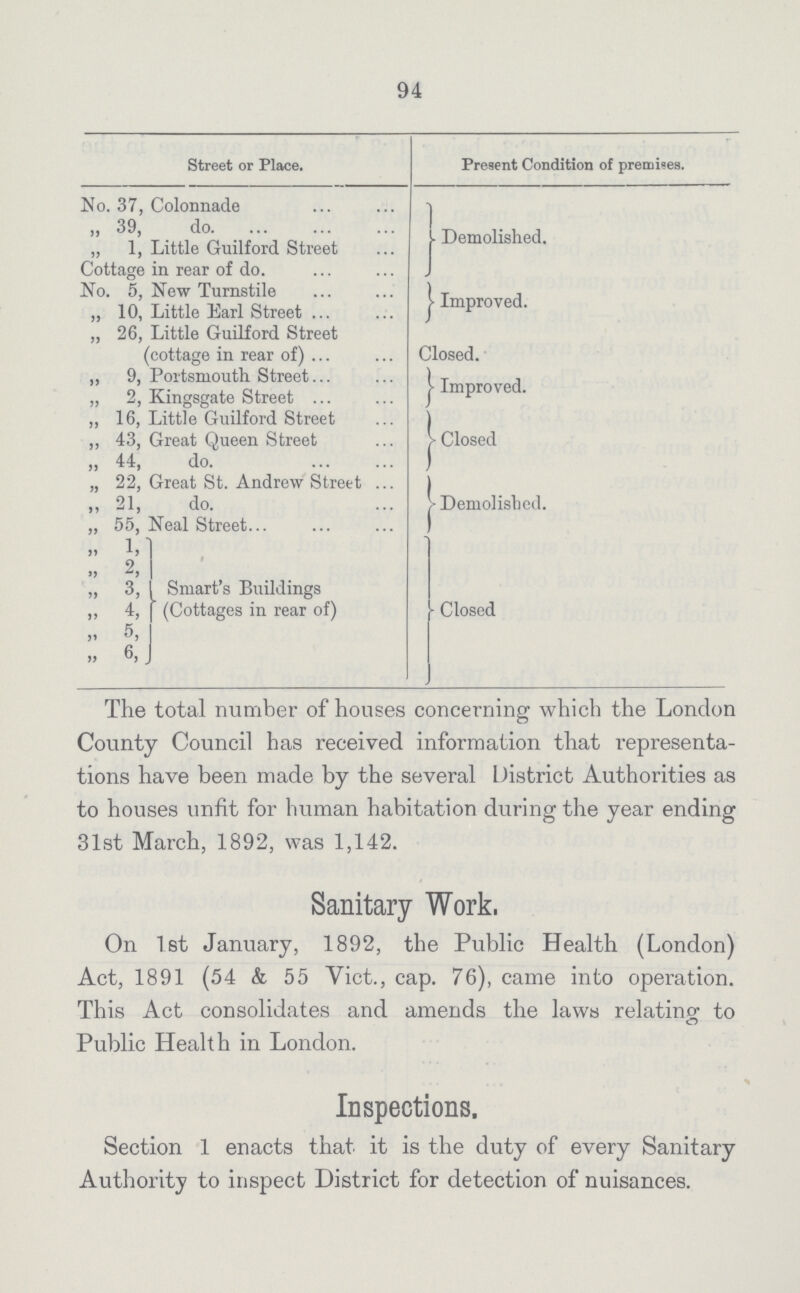 94
Street or Place. Present Condition of premises.
No. 37, Colonnade ... ...
„ 39, do. ... ... ...
„ 1, Little Guilford Street ...
Cottage in rear of do. ... ...
} Demolished.
No. 5, New Turnstile ... ...
„ 10, Little Earl Street ... ...
} Improved.
„ 26, Little Guilford Street
(cottage in rear of) ... ... Closed.
„ 9, Portsmouth Street... ...
„ 2, Kingsgate Street ... ...
} Improved.
„ 16, Little Guilford Street ...
„ 43, Great Queen Street ...
„ 44, do. ... ...
} Closed
„ 22, Great St. Andrew Street ...
„ 21, do. ...
„ 55, Neal Street... ... ...
} Demolished.
„ 1,
„ 2,
„ 3, } Smart's Buildings
„ 4, (Cottages in rear of) } Closed
„ 5,
„ 6,
The total number of houses concerning which the London
County Council has received information that representa-
tions have been made by the several District Authorities as
to houses unfit for human habitation during the year ending
31st March, 1892, was 1,142.
Sanitary Work.
On 1st January, 1892, the Public Health (London)
Act, 1891 (54 & 55 Vict., cap. 76), came into operation.
This Act consolidates and amends the laws relating to
Public Health in London.
Inspections.
Section 1 enacts that it is the duty of every Sanitary
Authority to inspect District for detection of nuisances.